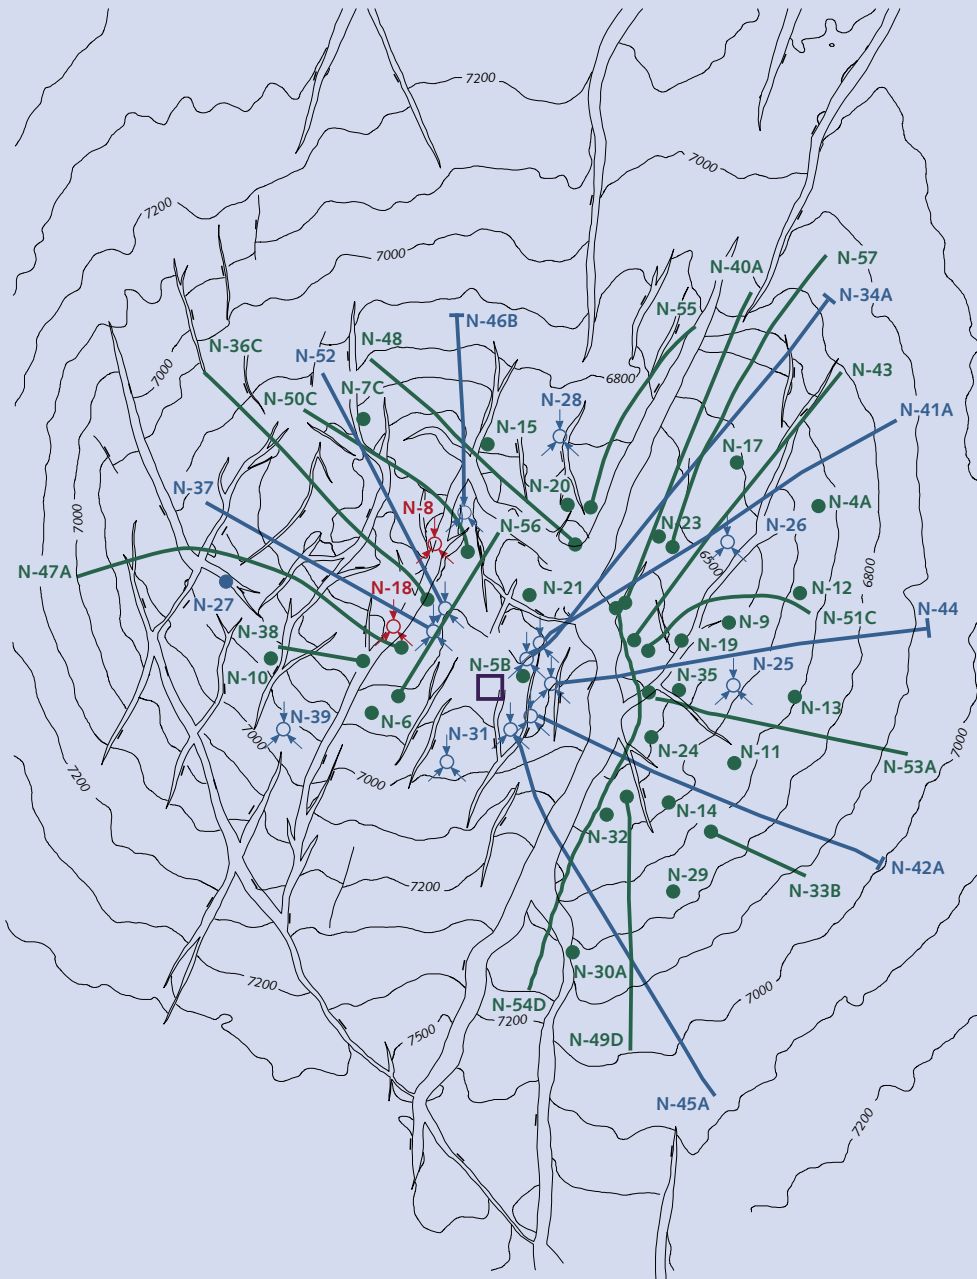 7200
7000
7200
7000
N-57
N-40A
N-34A
N-55
N-46B
N-48
N-36C
N-52
7000
6800
N-43
N-7C
N-50C
N-28
N-41A
N-15
N-17
N-37
N-20
N-4A
N-8
7000
N-56
N-23
N-26
6500
6800
N-47A
N-18
N-21
N-12
N-27
N-44
N-51C
N-9
N-38
N-19
N-5B
N-25
N-10
N-35
N-13
N-39
N-6
N-31
7000
N-24
7000
N-11
N-53A
7200
7000
N-14
N-32
N-42A
7200
N-29
N-33B
N-30A
7200
7000
N-54D
7200
7500
N-49D
N-45A
7200